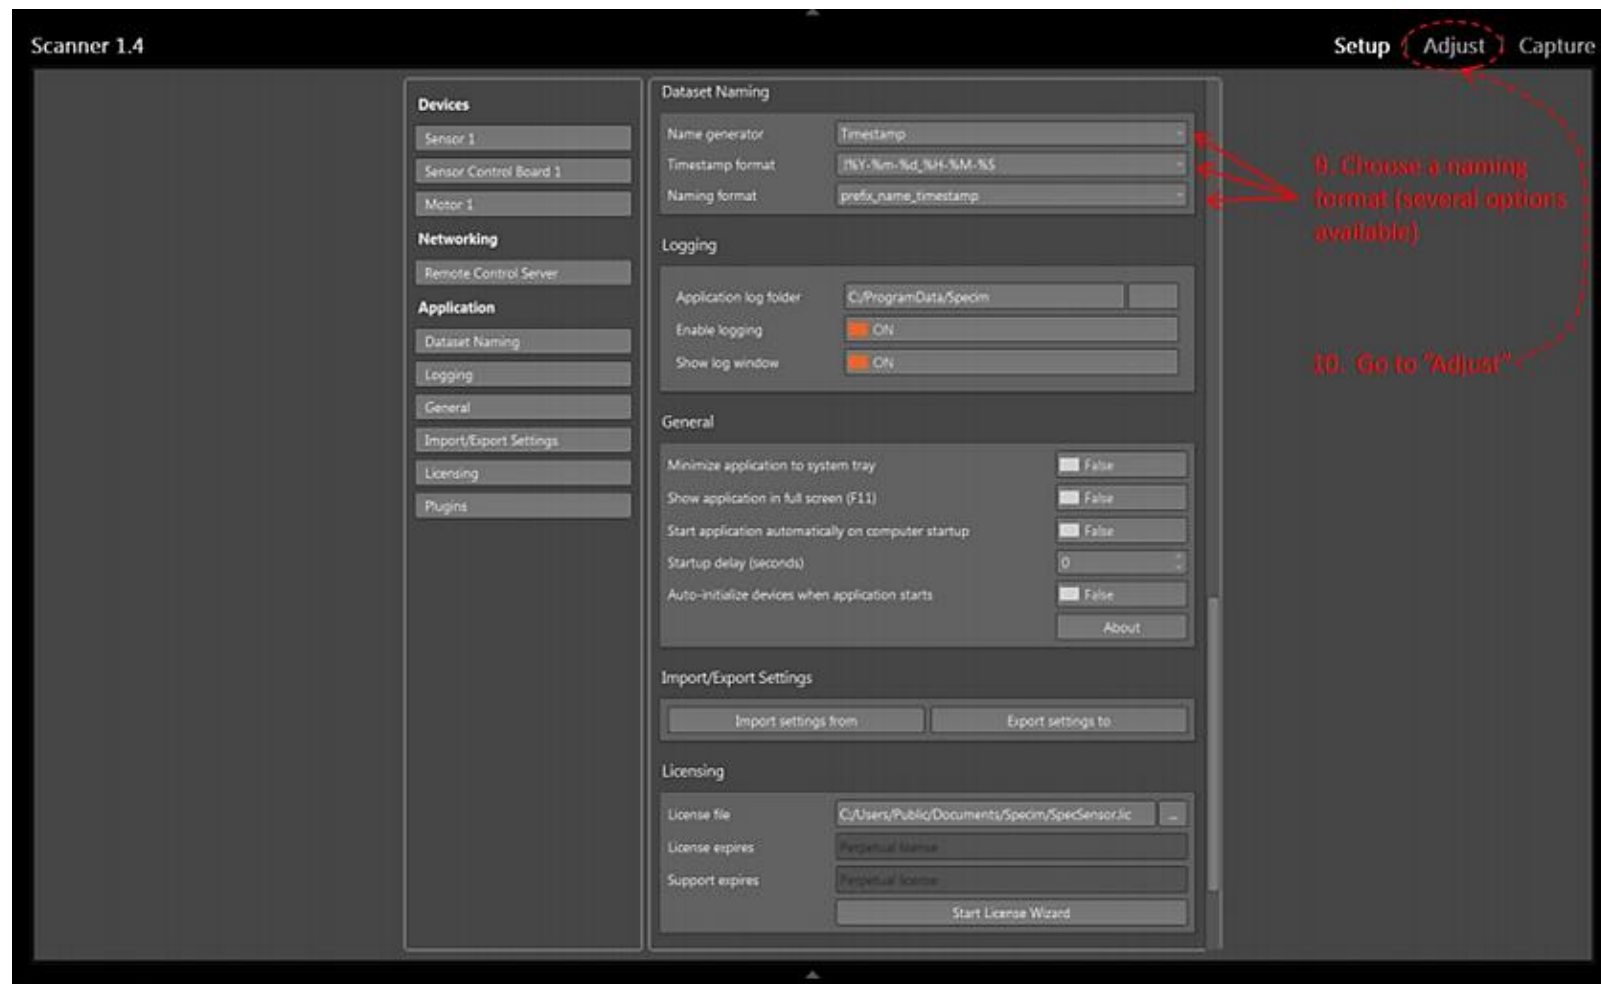 Scanner 1.4
Setup Adjust Capture
Devices
Sensor 1
Sensor Control Board 1
Motor 1
Networking
Remote Control Server
Application
Dataset Naming
Logging
General
Import/Export Settings
Licensing
Plugins
Dataset Naming
Name generator Timestamp
Timestamp format !%Y-%m-%d_%H-%M-%S
Naming format prefix_name_timestamp
Logging
Application log folder C:/ProgramData/Specim
Enable logging ON
Show log window ON
General
Minimize application to system tray False
Show application in full screen (F11) False
Start application automatically on computer startup False
Startup delay (seconds) 0
Auto-initialize devices when application starts False
About
Import/Export Settings
Import settings from Export settings to
Licensing
License file C:/Users/Public/Documents/Specim/SpecSensor.lic ...
License expires Perpetual license
Support expires Perpetual license
Start License Wizard
9. Choose a naming
format (several options
available)
10. Go to "Adjust"